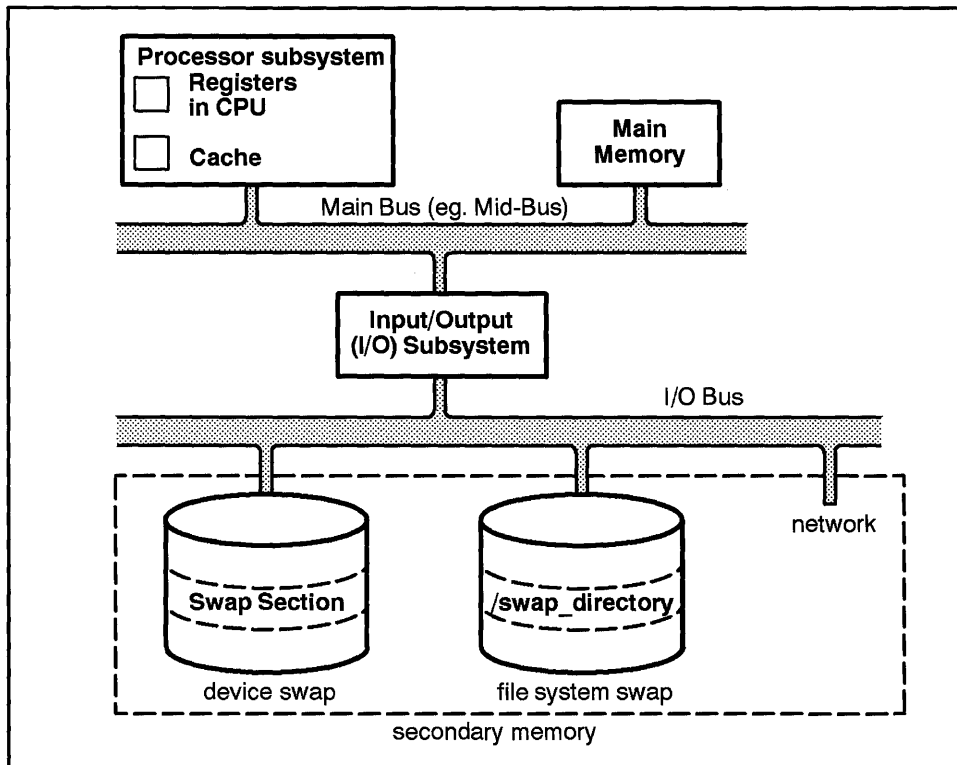 Processor subsystem
Registers
in CPU
Cache
Main
Memory
Main Bus (eg. Mid-Bus)
Input/Output
(I/O) Subsystem
I/O Bus
network
Swap Section
/swap_directory
device swap
file system swap
secondary memory